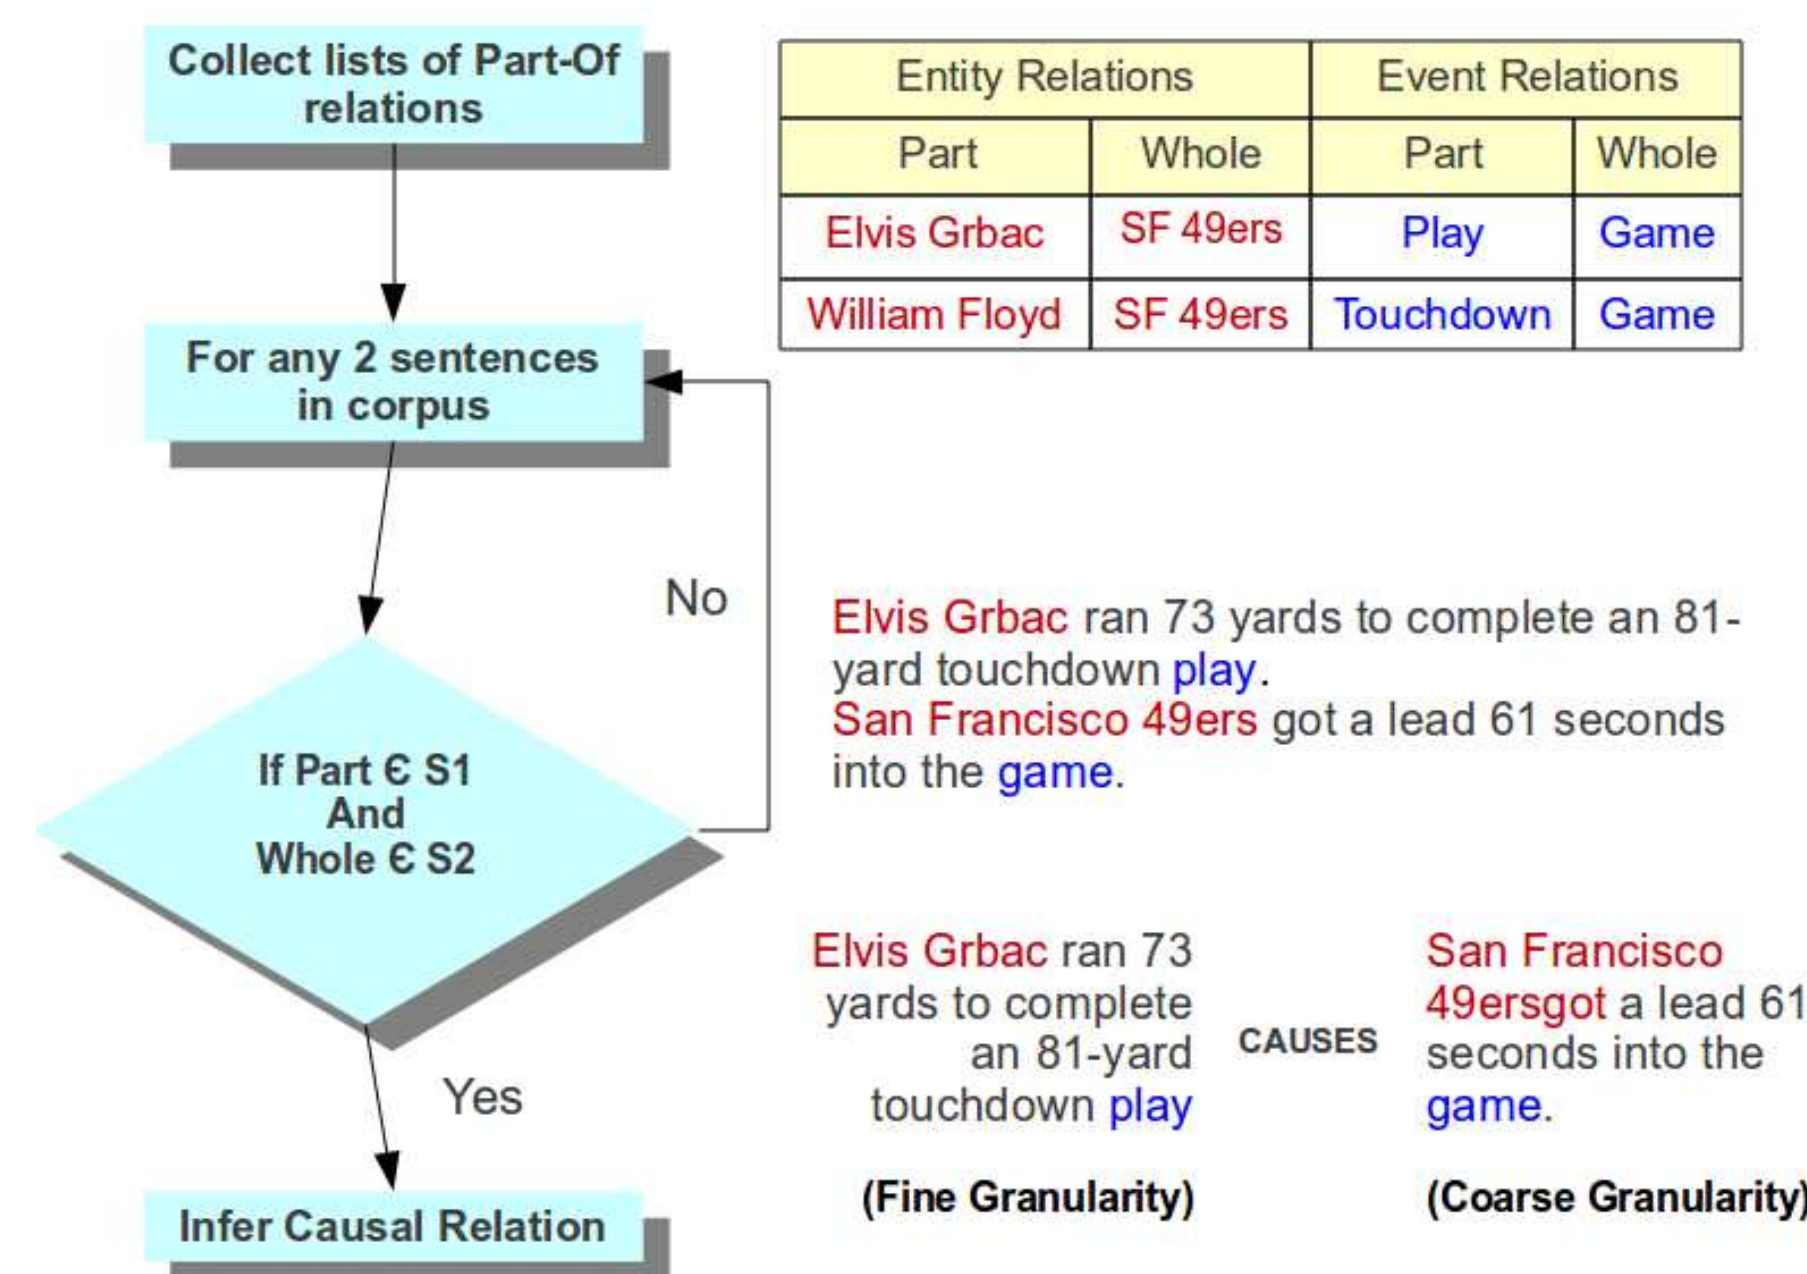 Collect lists of Part-Of
relations
Entity Relations Event Relations
Part Whole Part Whole
Elvis Grbac SF 49ers Play Game
William Floyd SF 49ers Touchdown Game
For any 2 sentences
in corpus
No
Elvis Grbac ran 73 yards to complete an 81-
yard touchdown play.
San Francisco 49ers got a lead 61 seconds
into the game.
If Part Є S1
And
Whole Є S2
Yes
Elvis Grbac ran 73
yards to complete
an 81-yard
touchdown play
(Fine Granularity)
CAUSES
San Francisco
49ersgot a lead 61
seconds into the
game.
(Coarse Granularity)
Infer Causal Relation